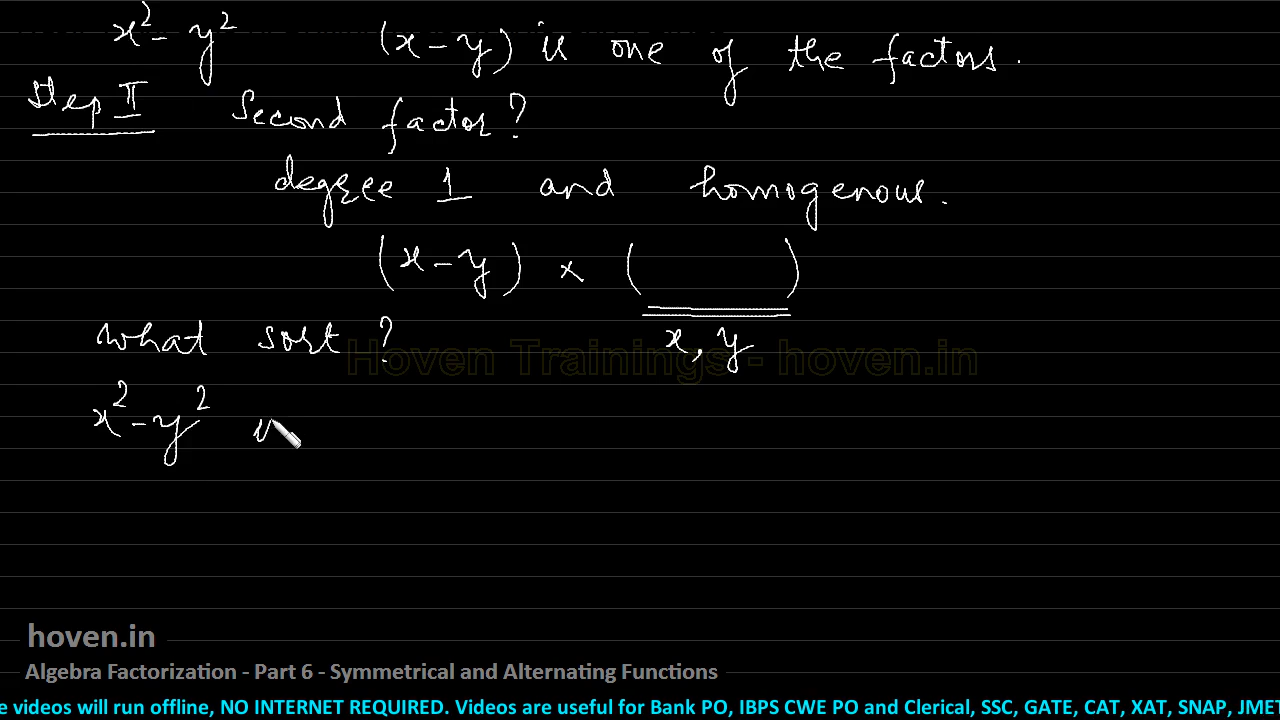 x² - y² (x - y) is one of the factors.
Step II Second factor?
degree 1 and homogenous.
(x - y) × ( )
What sort? x, y
Hoven Trainings - hoven.in
x² - y² is
hoven.in
Algebra Factorization - Part 6 - Symmetrical and Alternating Functions
e videos will run offline, NO INTERNET REQUIRED. Videos are useful for Bank PO, IBPS CWE PO and Clerical, SSC, GATE, CAT, XAT, SNAP, JMET